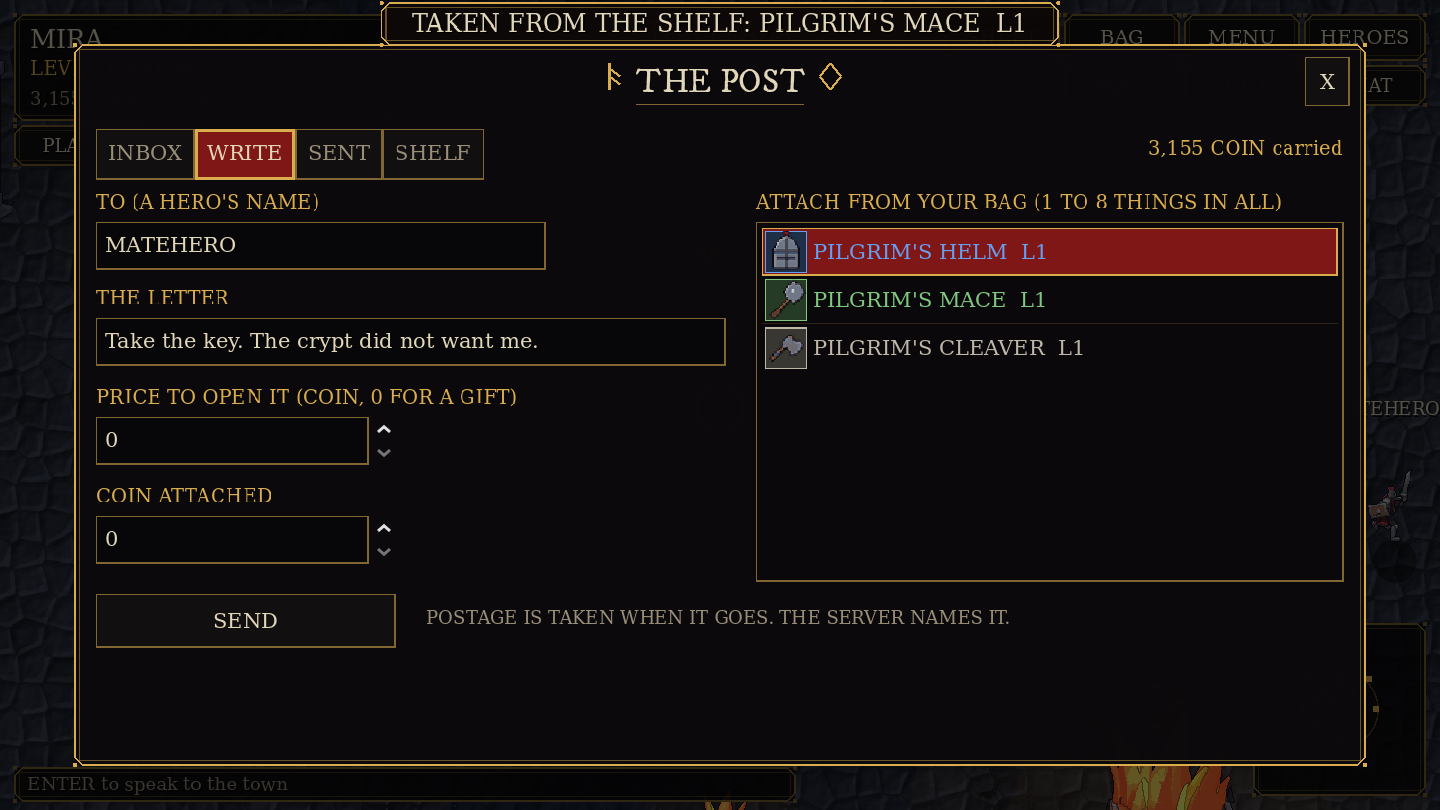 TAKEN FROM THE SHELF: PILGRIM'S MACE L1
MIRA
BAG
MENU
HEROES
LEV
3,155
THE POST
X
INBOX
WRITE
SENT
SHELF
3,155 COIN carried
TO (A HERO'S NAME)
MATEHERO
THE LETTER
Take the key. The crypt did not want me.
PRICE TO OPEN IT (COIN, 0 FOR A GIFT)
0
COIN ATTACHED
0
SEND
POSTAGE IS TAKEN WHEN IT GOES. THE SERVER NAMES IT.
ATTACH FROM YOUR BAG (1 TO 8 THINGS IN ALL)
PILGRIM'S HELM L1
PILGRIM'S MACE L1
PILGRIM'S CLEAVER L1
ENTER to speak to the town